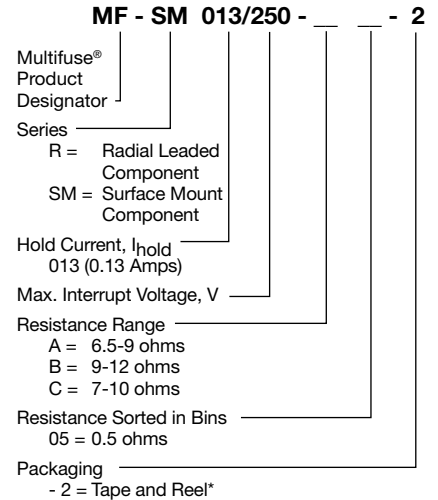 MF - SM 013/250 - __ __ - 2
Multifuse®
Product
Designator
Series
R = Radial Leaded
Component
SM = Surface Mount
Component
Hold Current, Ihold
013 (0.13 Amps)
Max. Interrupt Voltage, V
Resistance Range
A = 6.5-9 ohms
B = 9-12 ohms
C = 7-10 ohms
Resistance Sorted in Bins
05 = 0.5 ohms
Packaging
- 2 = Tape and Reel*